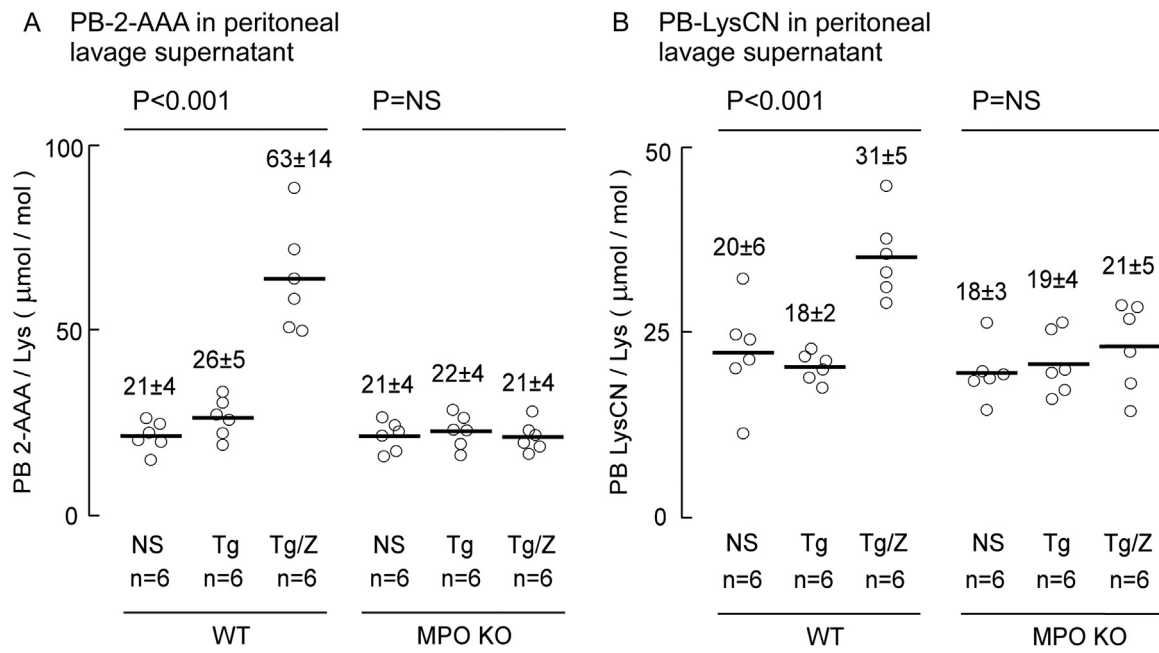 A PB-2-AAA in peritoneal
lavage supernatant
P<0.001
P=NS
PB 2-AAA / Lys ( μmol / mol )
100
50
0
21±4
26±5
63±14
21±4
22±4
21±4
NS Tg Tg/Z NS Tg Tg/Z
n=6 n=6 n=6 n=6 n=6 n=6
WT MPO KO
B PB-LysCN in peritoneal
lavage supernatant
P<0.001
P=NS
PB LysCN / Lys ( μmol / mol )
50
25
0
20±6
18±2
31±5
18±3
19±4
21±5
NS Tg Tg/Z NS Tg Tg/Z
n=6 n=6 n=6 n=6 n=6 n=6
WT MPO KO